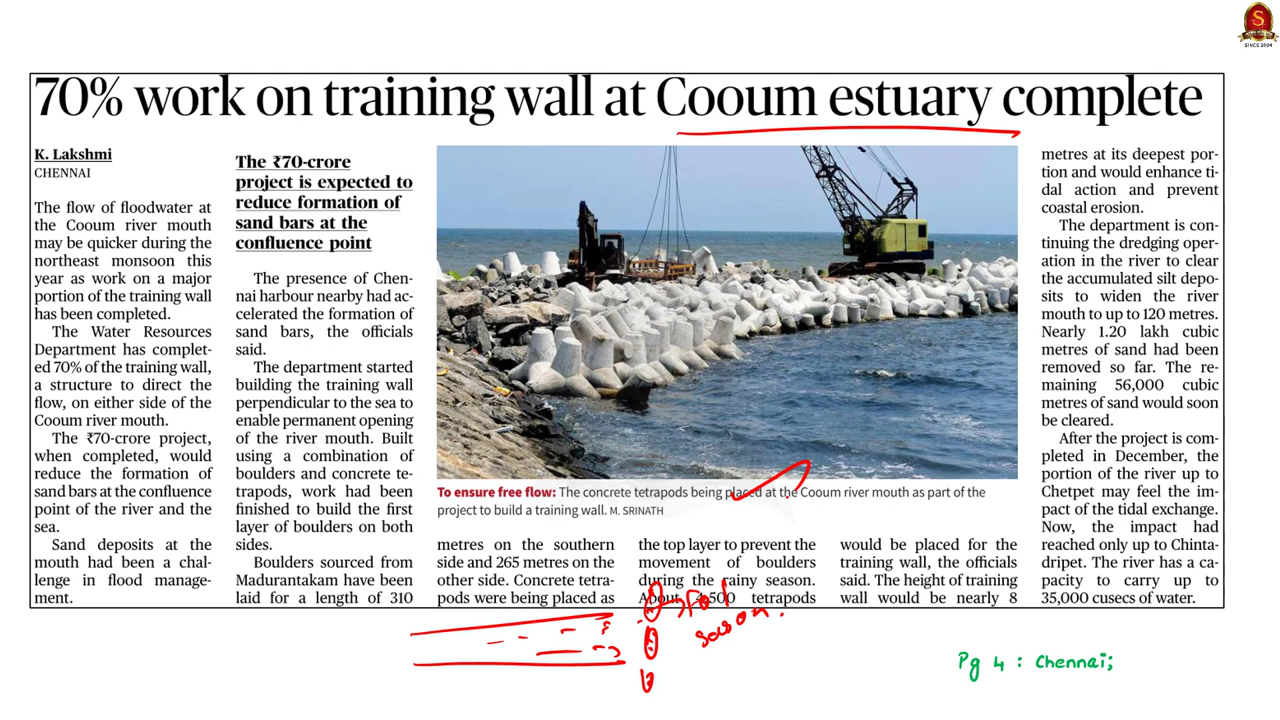 S
SINCE 2004
70% work on training wall at Cooum estuary complete
K. Lakshmi
CHENNAI
The flow of floodwater at
the Cooum river mouth
may be quicker during the
northeast monsoon this
year as work on a major
portion of the training wall
has been completed.
The Water Resources
Department has complet-
ed 70% of the training wall,
a structure to direct the
flow, on either side of the
Cooum river mouth.
The ₹70-crore project,
when completed, would
reduce the formation of
sand bars at the confluence
point of the river and the
sea.
Sand deposits at the
mouth had been a chal-
lenge in flood manage-
ment.
The ₹70-crore
project is expected to
reduce formation of
sand bars at the
confluence point
The presence of Chen-
nai harbour nearby had ac-
celerated the formation of
sand bars, the officials
said.
The department started
building the training wall
perpendicular to the sea to
enable permanent opening
of the river mouth. Built
using a combination of
boulders and concrete te-
trapods, work had been
finished to build the first
layer of boulders on both
sides.
Boulders sourced from
Madurantakam have been
laid for a length of 310
To ensure free flow: The concrete tetrapods being placed at the Cooum river mouth as part of the
project to build a training wall. M. SRINATH
metres on the southern
side and 265 metres on the
other side. Concrete tetra-
pods were being placed as
the top layer to prevent the
movement of boulders
during the rainy season.
About 4,500 tetrapods
would be placed for the
training wall, the officials
said. The height of training
wall would be nearly 8
metres at its deepest por-
tion and would enhance ti-
dal action and prevent
coastal erosion.
The department is con-
tinuing the dredging oper-
ation in the river to clear
the accumulated silt depo-
sits to widen the river
mouth to up to 120 metres.
Nearly 1.20 lakh cubic
metres of sand had been
removed so far. The re-
maining 56,000 cubic
metres of sand would soon
be cleared.
After the project is com-
pleted in December, the
portion of the river up to
Chetpet may feel the im-
pact of the tidal exchange.
Now, the impact had
reached only up to Chinta-
dripet. The river has a ca-
pacity to carry up to
35,000 cusecs of water.
Pg 4 : Chennai;